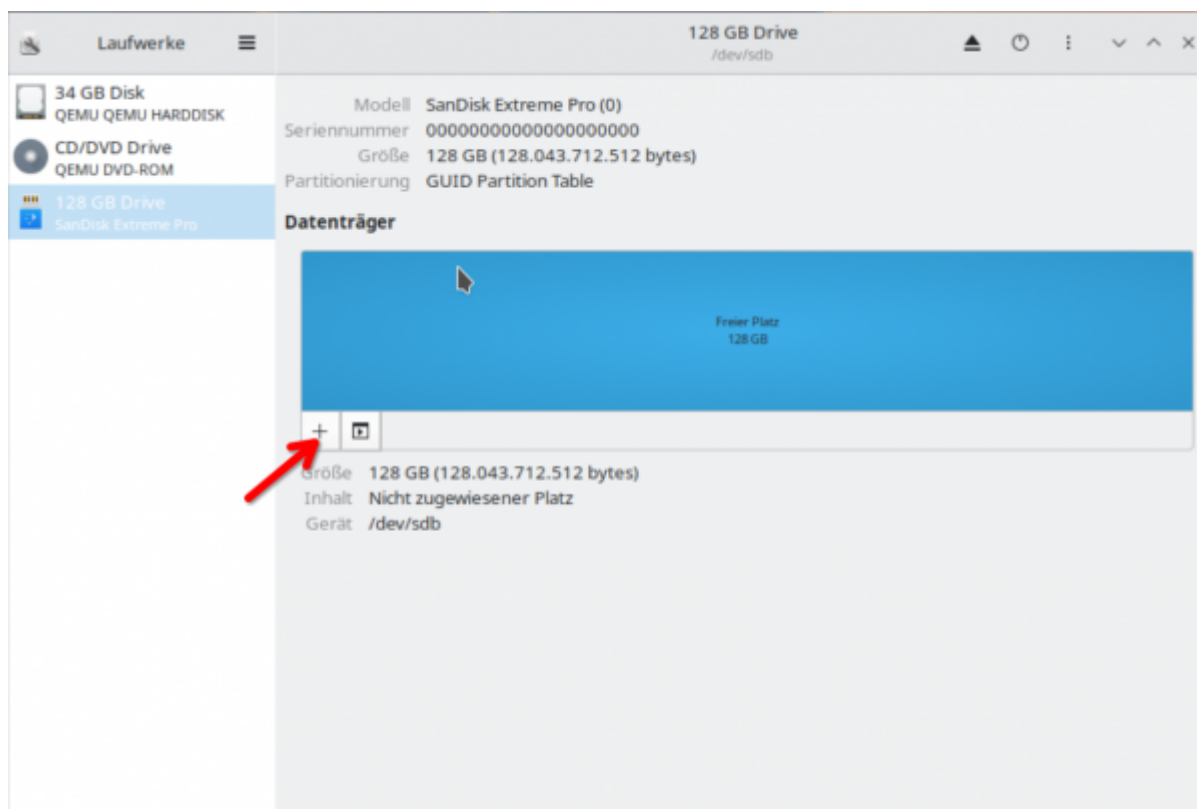 Laufwerke
128 GB Drive
/dev/sdb
34 GB Disk
QEMU QEMU HARDDISK
CD/DVD Drive
QEMU DVD-ROM
128 GB Drive
SanDisk Extreme Pro
Modell SanDisk Extreme Pro (0)
Seriennummer 00000000000000000000
Größe 128 GB (128.043.712.512 bytes)
Partitionierung GUID Partition Table
Datenträger
Freier Platz
128 GB
Größe 128 GB (128.043.712.512 bytes)
Inhalt Nicht zugewiesener Platz
Gerät /dev/sdb